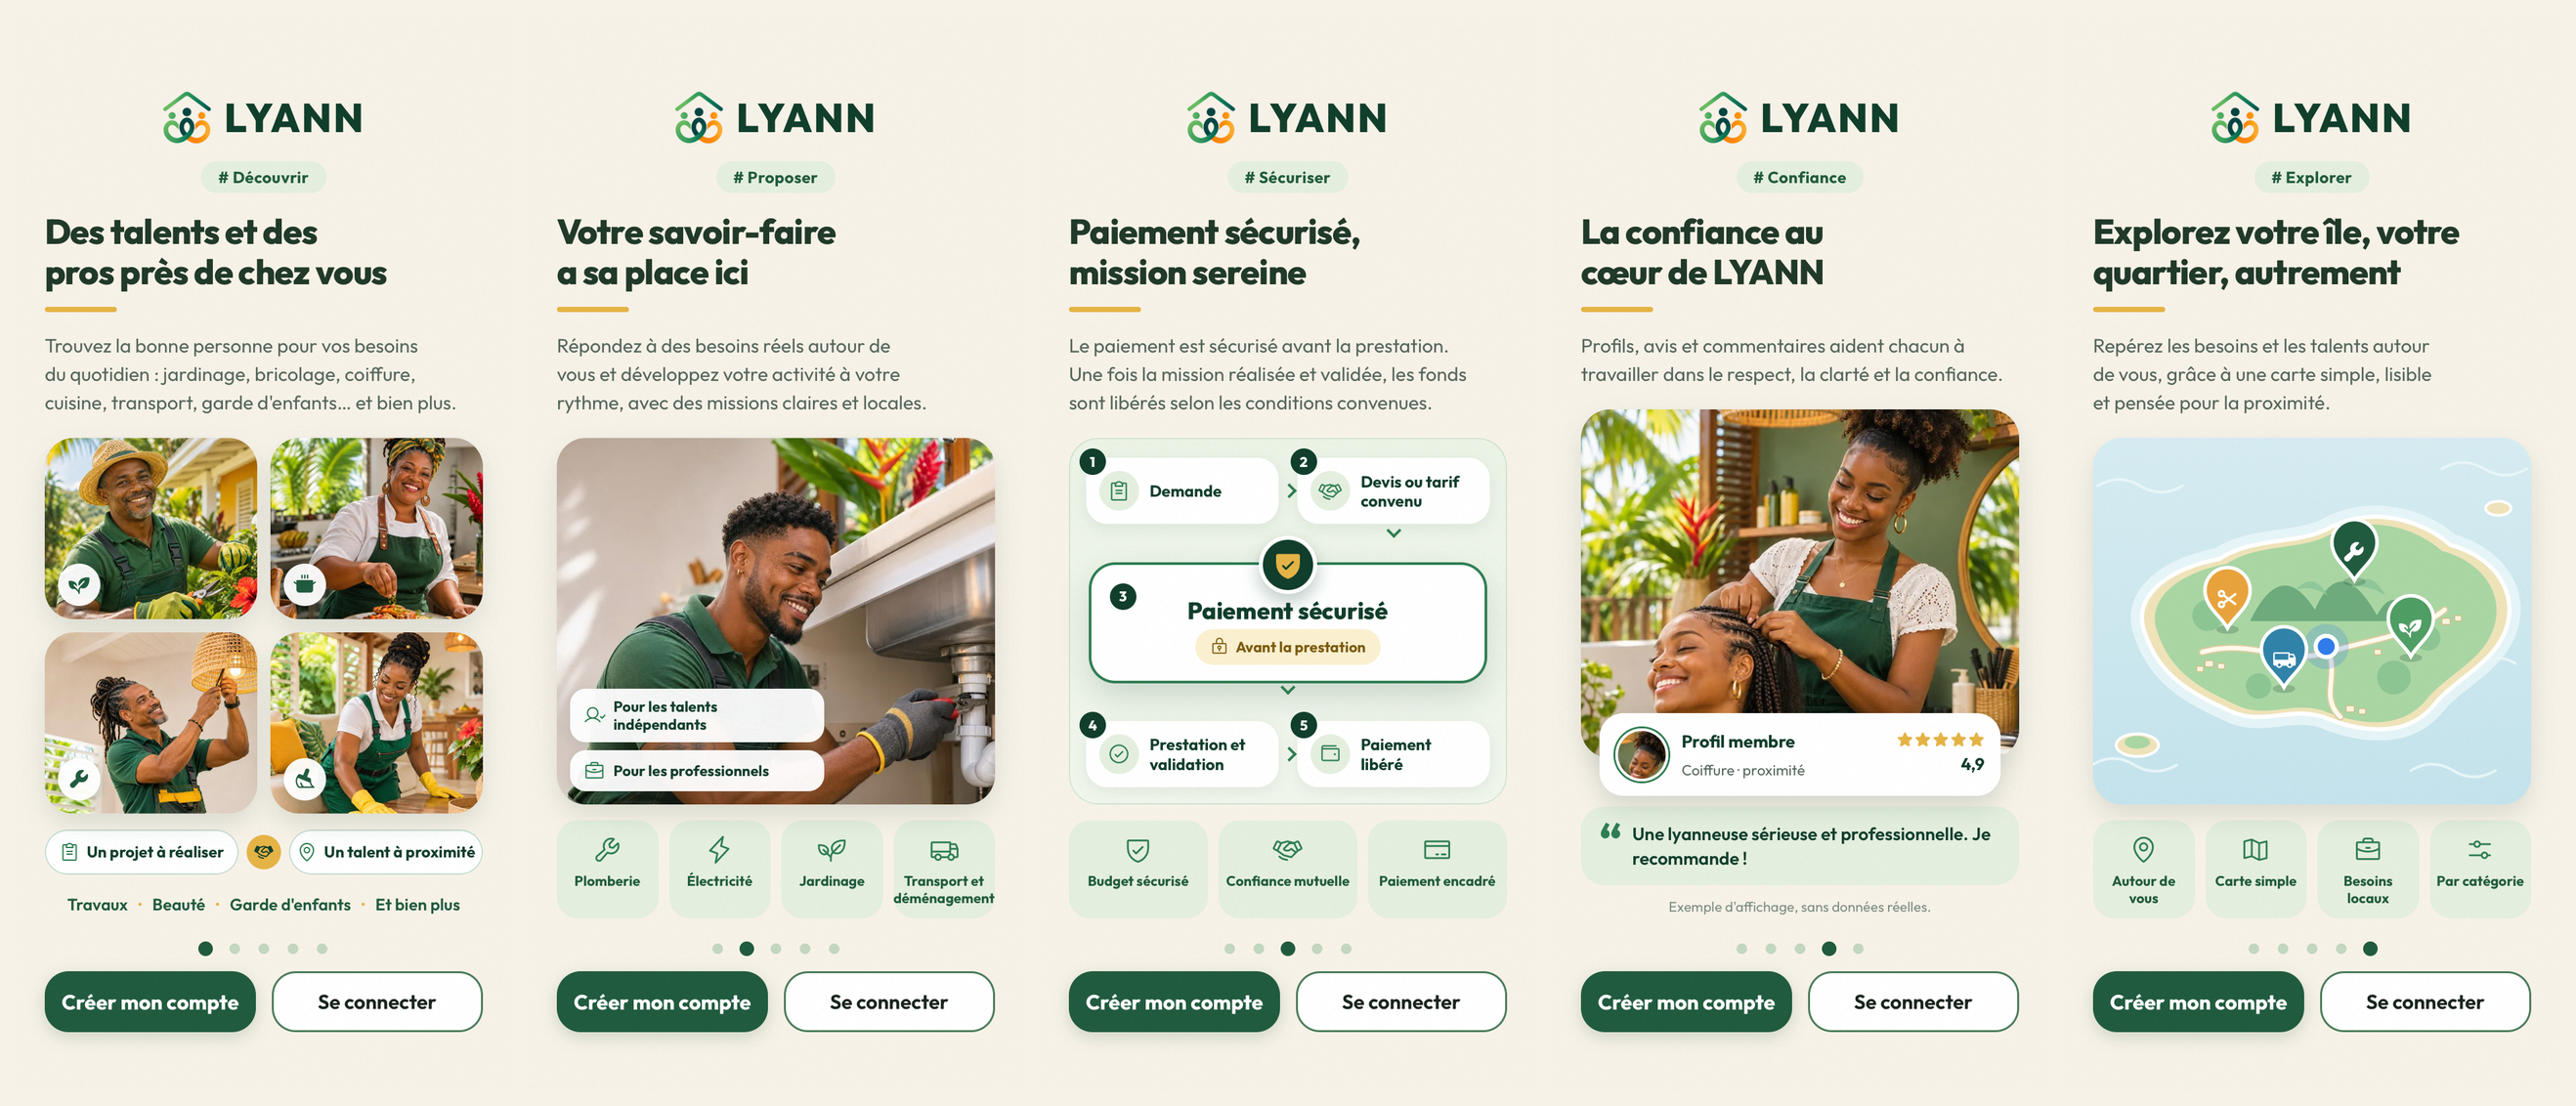 LYANN
# Découvrir
Des talents et des
pros près de chez vous
Trouvez la bonne personne pour vos besoins
du quotidien : jardinage, bricolage, coiffure,
cuisine, transport, garde d'enfants... et bien plus.
Un projet à réaliser
Un talent à proximité
Travaux • Beauté • Garde d'enfants • Et bien plus
Créer mon compte
Se connecter
LYANN
# Proposer
Votre savoir-faire
a sa place ici
Répondez à des besoins réels autour de
vous et développez votre activité à votre
rythme, avec des missions claires et locales.
Pour les talents
indépendants
Pour les professionnels
Plomberie
Électricité
Jardinage
Transport et
déménagement
Créer mon compte
Se connecter
LYANN
# Sécuriser
Paiement sécurisé,
mission sereine
Le paiement est sécurisé avant la prestation.
Une fois la mission réalisée et validée, les fonds
sont libérés selon les conditions convenues.
1
Demande
2
Devis ou tarif
convenu
3
Paiement sécurisé
Avant la prestation
4
Prestation et
validation
5
Paiement
libéré
Budget sécurisé
Confiance mutuelle
Paiement encadré
Créer mon compte
Se connecter
LYANN
# Confiance
La confiance au
cœur de LYANN
Profils, avis et commentaires aident chacun à
travailler dans le respect, la clarté et la confiance.
Profil membre
Coiffure · proximité
4,9
“ Une lyanneuse sérieuse et professionnelle. Je
recommande !
Exemple d'affichage, sans données réelles.
Créer mon compte
Se connecter
LYANN
# Explorer
Explorez votre île, votre
quartier, autrement
Repérez les besoins et les talents autour
de vous, grâce à une carte simple, lisible
et pensée pour la proximité.
Autour de
vous
Carte simple
Besoins
locaux
Par catégorie
Créer mon compte
Se connecter